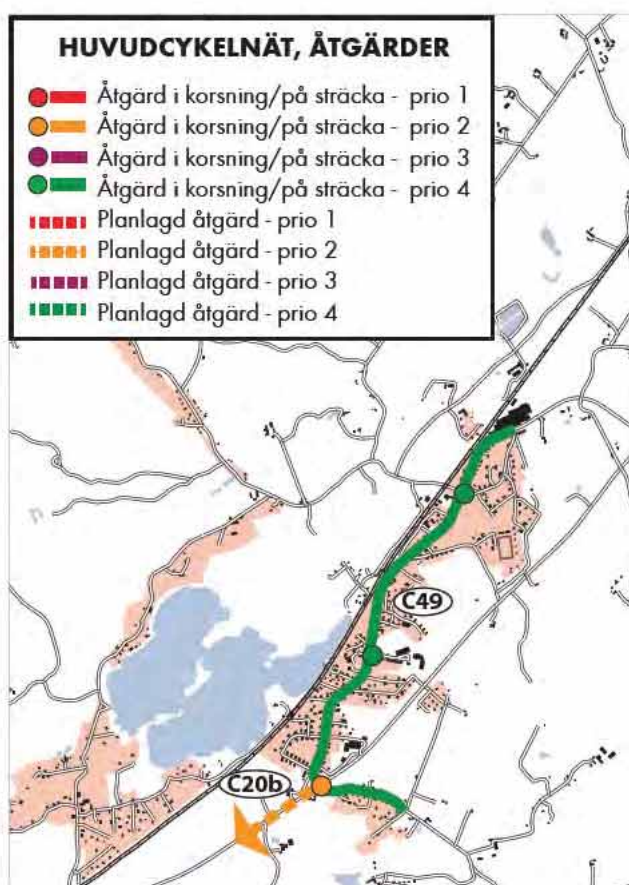 HUVUDCYKELNÄT, ÅTGÄRDER
Åtgärd i korsning/på sträcka - prio 1
Åtgärd i korsning/på sträcka - prio 2
Åtgärd i korsning/på sträcka - prio 3
Åtgärd i korsning/på sträcka - prio 4
Planlagd åtgärd - prio 1
Planlagd åtgärd - prio 2
Planlagd åtgärd - prio 3
Planlagd åtgärd - prio 4
C49
C20b